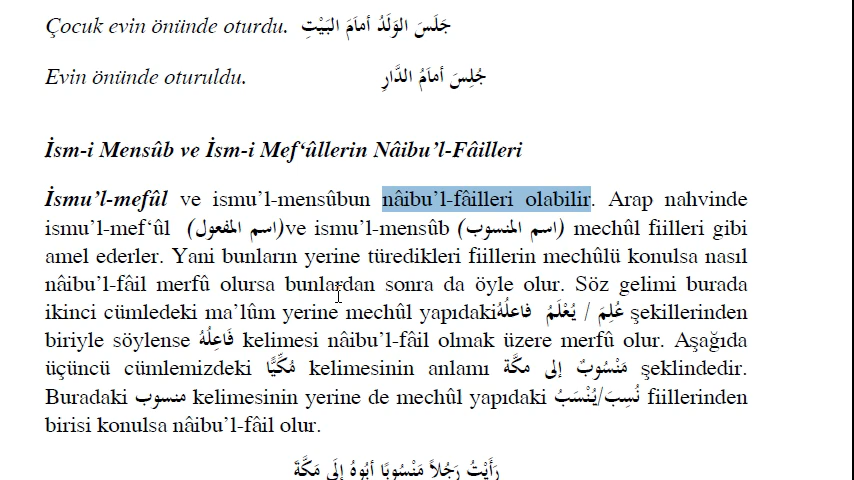 Çocuk evin önünde oturdu. جَلَسَ الوَلَدُ أمامَ البَيْتِ
Evin önünde oturuldu. جُلِسَ أمامُ الدَّارِ
İsm-i Mensûb ve İsm-i Mef‘ûllerin Nâibu’l-Fâilleri
İsmu’l-mefûl ve ismu’l-mensûbun nâibu’l-fâilleri olabilir. Arap nahvinde
ismu’l-mef‘ûl (اسم المفعول)ve ismu’l-mensûb (اسم المنسوب) mechûl fiilleri gibi
amel ederler. Yani bunların yerine türedikleri fiillerin mechûlü konulsa nasıl
nâibu’l-fâil merfû olursa bunlardan sonra da öyle olur. Söz gelimi burada
ikinci cümledeki ma’lûm yerine mechûl yapıdaki عُلِمَ / يُعْلَمُ فاعلُهُ şekillerinden
biriyle söylense فَاعِلُهُ kelimesi nâibu’l-fâil olmak üzere merfû olur. Aşağıda
üçüncü cümlemizdeki مُكِّيًّا kelimesinin anlamı مَنْسُوبٌ إلى مكَّة şeklindedir.
Buradaki منسوب kelimesinin yerine de mechûl yapıdaki نُسِبَ/يُنْسَبُ fiillerinden
birisi konulsa nâibu’l-fâil olur.
رَأَيْتُ رَجُلاً مَنْسُوبًا أبُوهُ إلَى مَكَّةَ